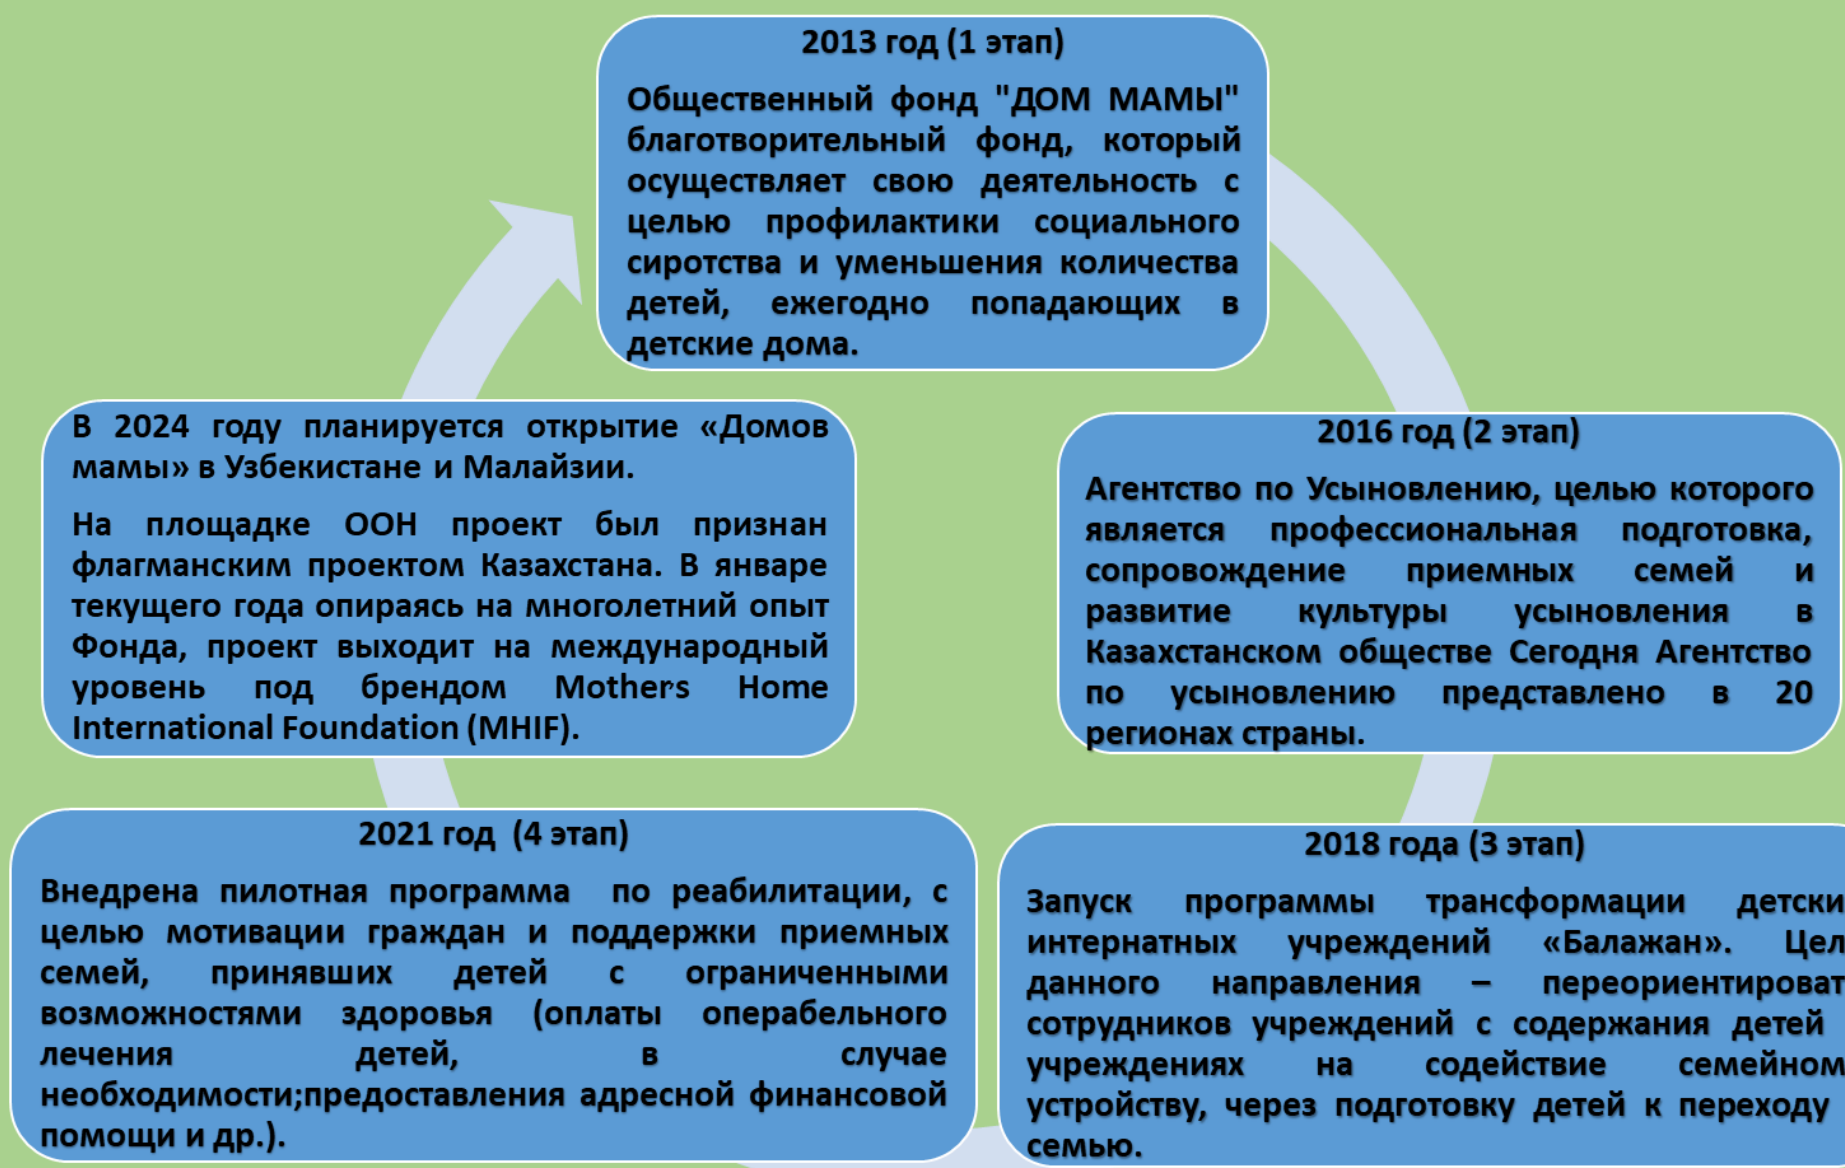 2013 год (1 этап)
Общественный фонд "ДОМ МАМЫ"
благотворительный фонд, который
осуществляет свою деятельность с
целью профилактики социального
сиротства и уменьшения количества
детей, ежегодно попадающих в
детские дома.
2016 год (2 этап)
Агентство по Усыновлению, целью которого
является профессиональная подготовка,
сопровождение приемных семей и
развитие культуры усыновления в
Казахстанском обществе Сегодня Агентство
по усыновлению представлено в 20
регионах страны.
2018 года (3 этап)
Запуск программы трансформации детски
интернатных учреждений «Балажан». Цел
данного направления – переориентироват
сотрудников учреждений с содержания детей
учреждениях на содействие семейном
устройству, через подготовку детей к переходу
семью.
2021 год (4 этап)
Внедрена пилотная программа по реабилитации, с
целью мотивации граждан и поддержки приемных
семей, принявших детей с ограниченными
возможностями здоровья (оплаты операбельного
лечения детей, в случае
необходимости;предоставления адресной финансовой
помощи и др.).
В 2024 году планируется открытие «Домов
мамы» в Узбекистане и Малайзии.
На площадке ООН проект был признан
флагманским проектом Казахстана. В январе
текущего года опираясь на многолетний опыт
Фонда, проект выходит на международный
уровень под брендом Mother's Home
International Foundation (MHIF).